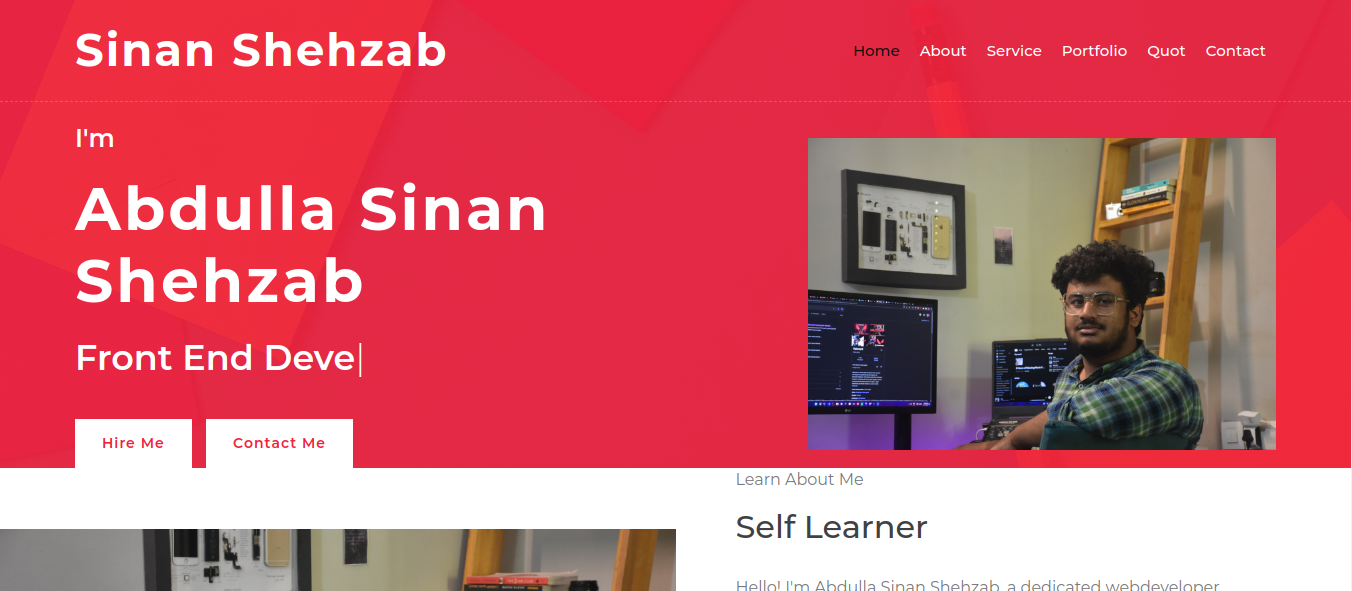 Sinan Shehzab
Home About Service Portfolio Quot Contact
I'm
Abdulla Sinan
Shehzab
Front End Deve
Hire Me Contact Me
Learn About Me
Self Learner
Hello! I'm Abdulla Sinan Shehzab, a dedicated webdeveloper